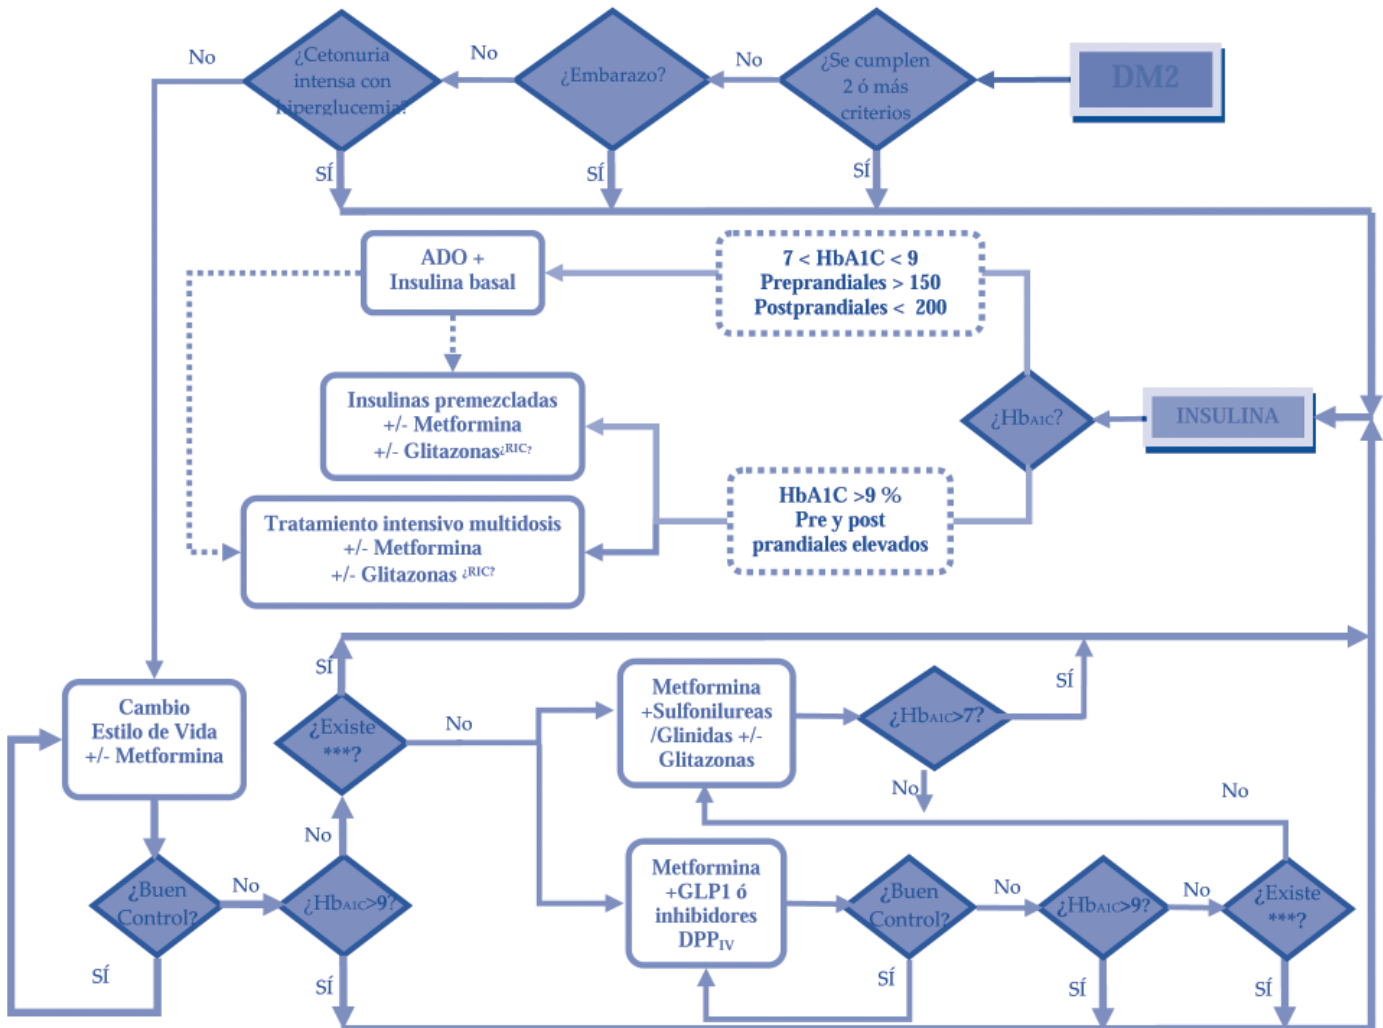 No
¿Cetonuria
intensa con
hiperglucemia?
No
¿Embarazo?
No
¿Se cumplen
2 ó más
criterios
DM2
SÍ
SÍ
SÍ
ADO +
Insulina basal
7 < HbA1C < 9
Preprandiales > 150
Postprandiales < 200
Insulinas premezcladas
+/- Metformina
+/- Glitazonas¿RIC?
¿HbA1C?
INSULINA
Tratamiento intensivo multidosis
+/- Metformina
+/- Glitazonas ¿RIC?
HbA1C >9 %
Pre y post
prandiales elevados
Cambio
Estilo de Vida
+/- Metformina
SÍ
¿Existe
***?
No
Metformina
+Sulfonilureas
/Glinidas +/-
Glitazonas
¿HbA1C>7?
SÍ
No
No
No
¿Buen
Control?
No
¿HbA1C>9?
Metformina
+GLP1 ó
inhibidores
DPPIV
¿Buen
Control?
No
¿HbA1C>9?
No
¿Existe
***?
SÍ
SÍ
SÍ
SÍ
SÍ